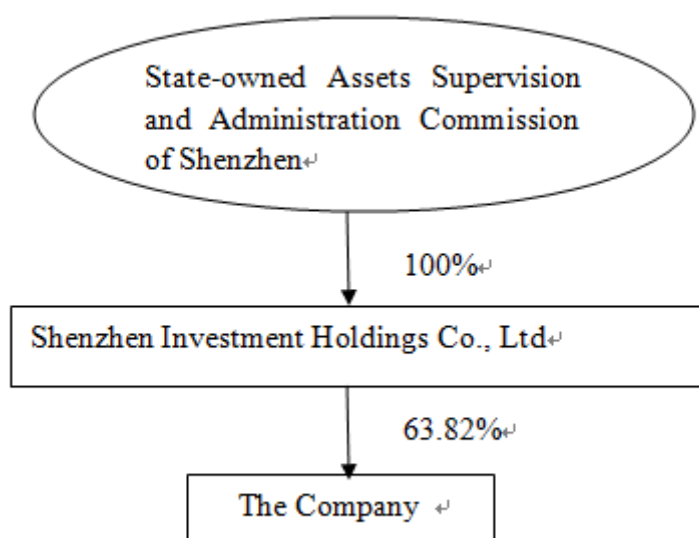 State-owned Assets Supervision
and Administration Commission
of Shenzhen↵
100%↵
Shenzhen Investment Holdings Co., Ltd↵
63.82%↵
The Company ↵